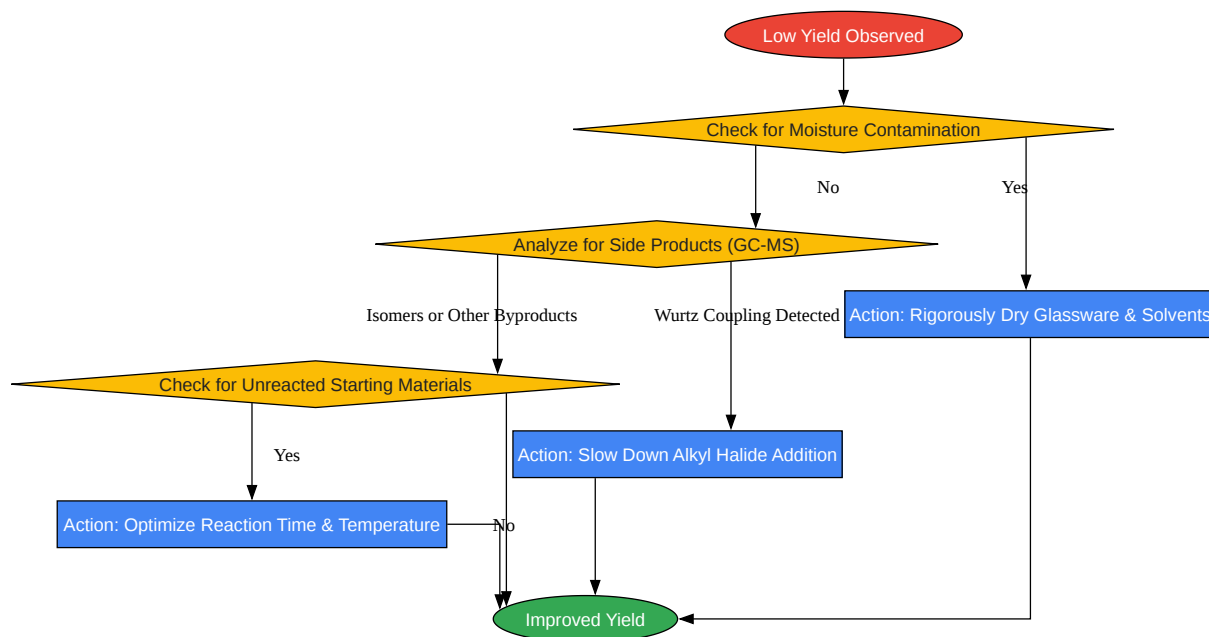 Low Yield Observed
Check for Moisture Contamination
No
Yes
Analyze for Side Products (GC-MS)
Isomers or Other Byproducts
Wurtz Coupling Detected
Action: Rigorously Dry Glassware & Solvents
Check for Unreacted Starting Materials
Yes
Action: Slow Down Alkyl Halide Addition
Action: Optimize Reaction Time & Temperature
No
Improved Yield